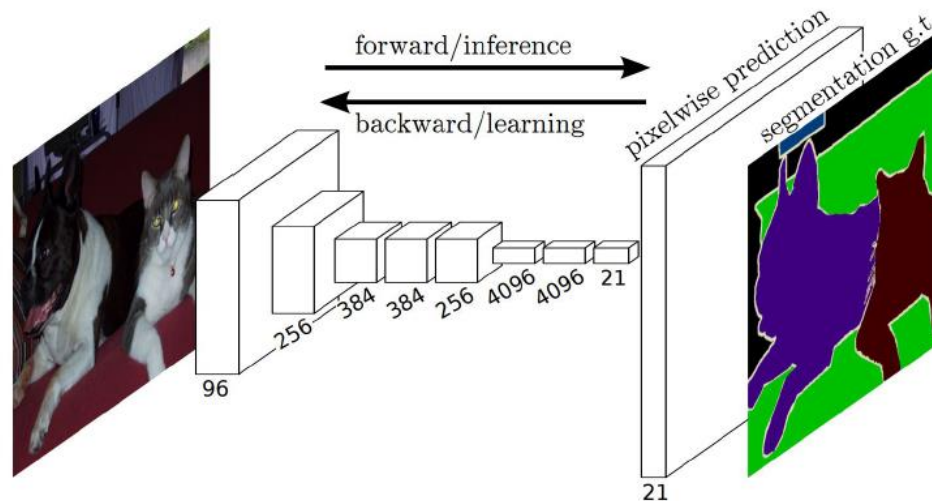 forward/inference
backward/learning
pixelwise prediction
segmentation g.t.
96
256
384
384
256
4096
4096
21
21